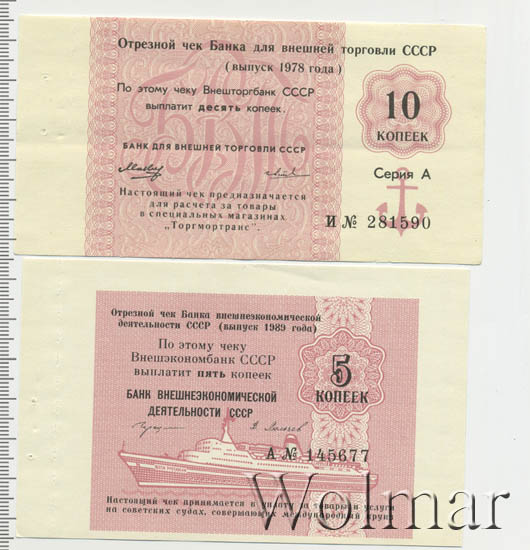 Отрезной чек Банка для внешней торговли СССР
(выпуск 1978 года)
По этому чеку Внешторгбанк СССР
выплатит десять копеек.
10
КОПЕЕК
БАНК ДЛЯ ВНЕШНЕЙ ТОРГОВЛИ СССР
Серия А
Настоящий чек предназначается
для расчета за товары
в специальных магазинах
„Торгмортранс".
И № 281590
Отрезной чек Банка внешнеэкономической
деятельности СССР (выпуск 1989 года)
По этому чеку
Внешэкономбанк СССР
выплатит пять копеек
5
КОПЕЕК
БАНК ВНЕШНЕЭКОНОМИЧЕСКОЙ
ДЕЯТЕЛЬНОСТИ СССР
А № 145677
Настоящий чек принимается в уплату за товары и услуги
на советских судах, совершающих международный круиз
Wolmar